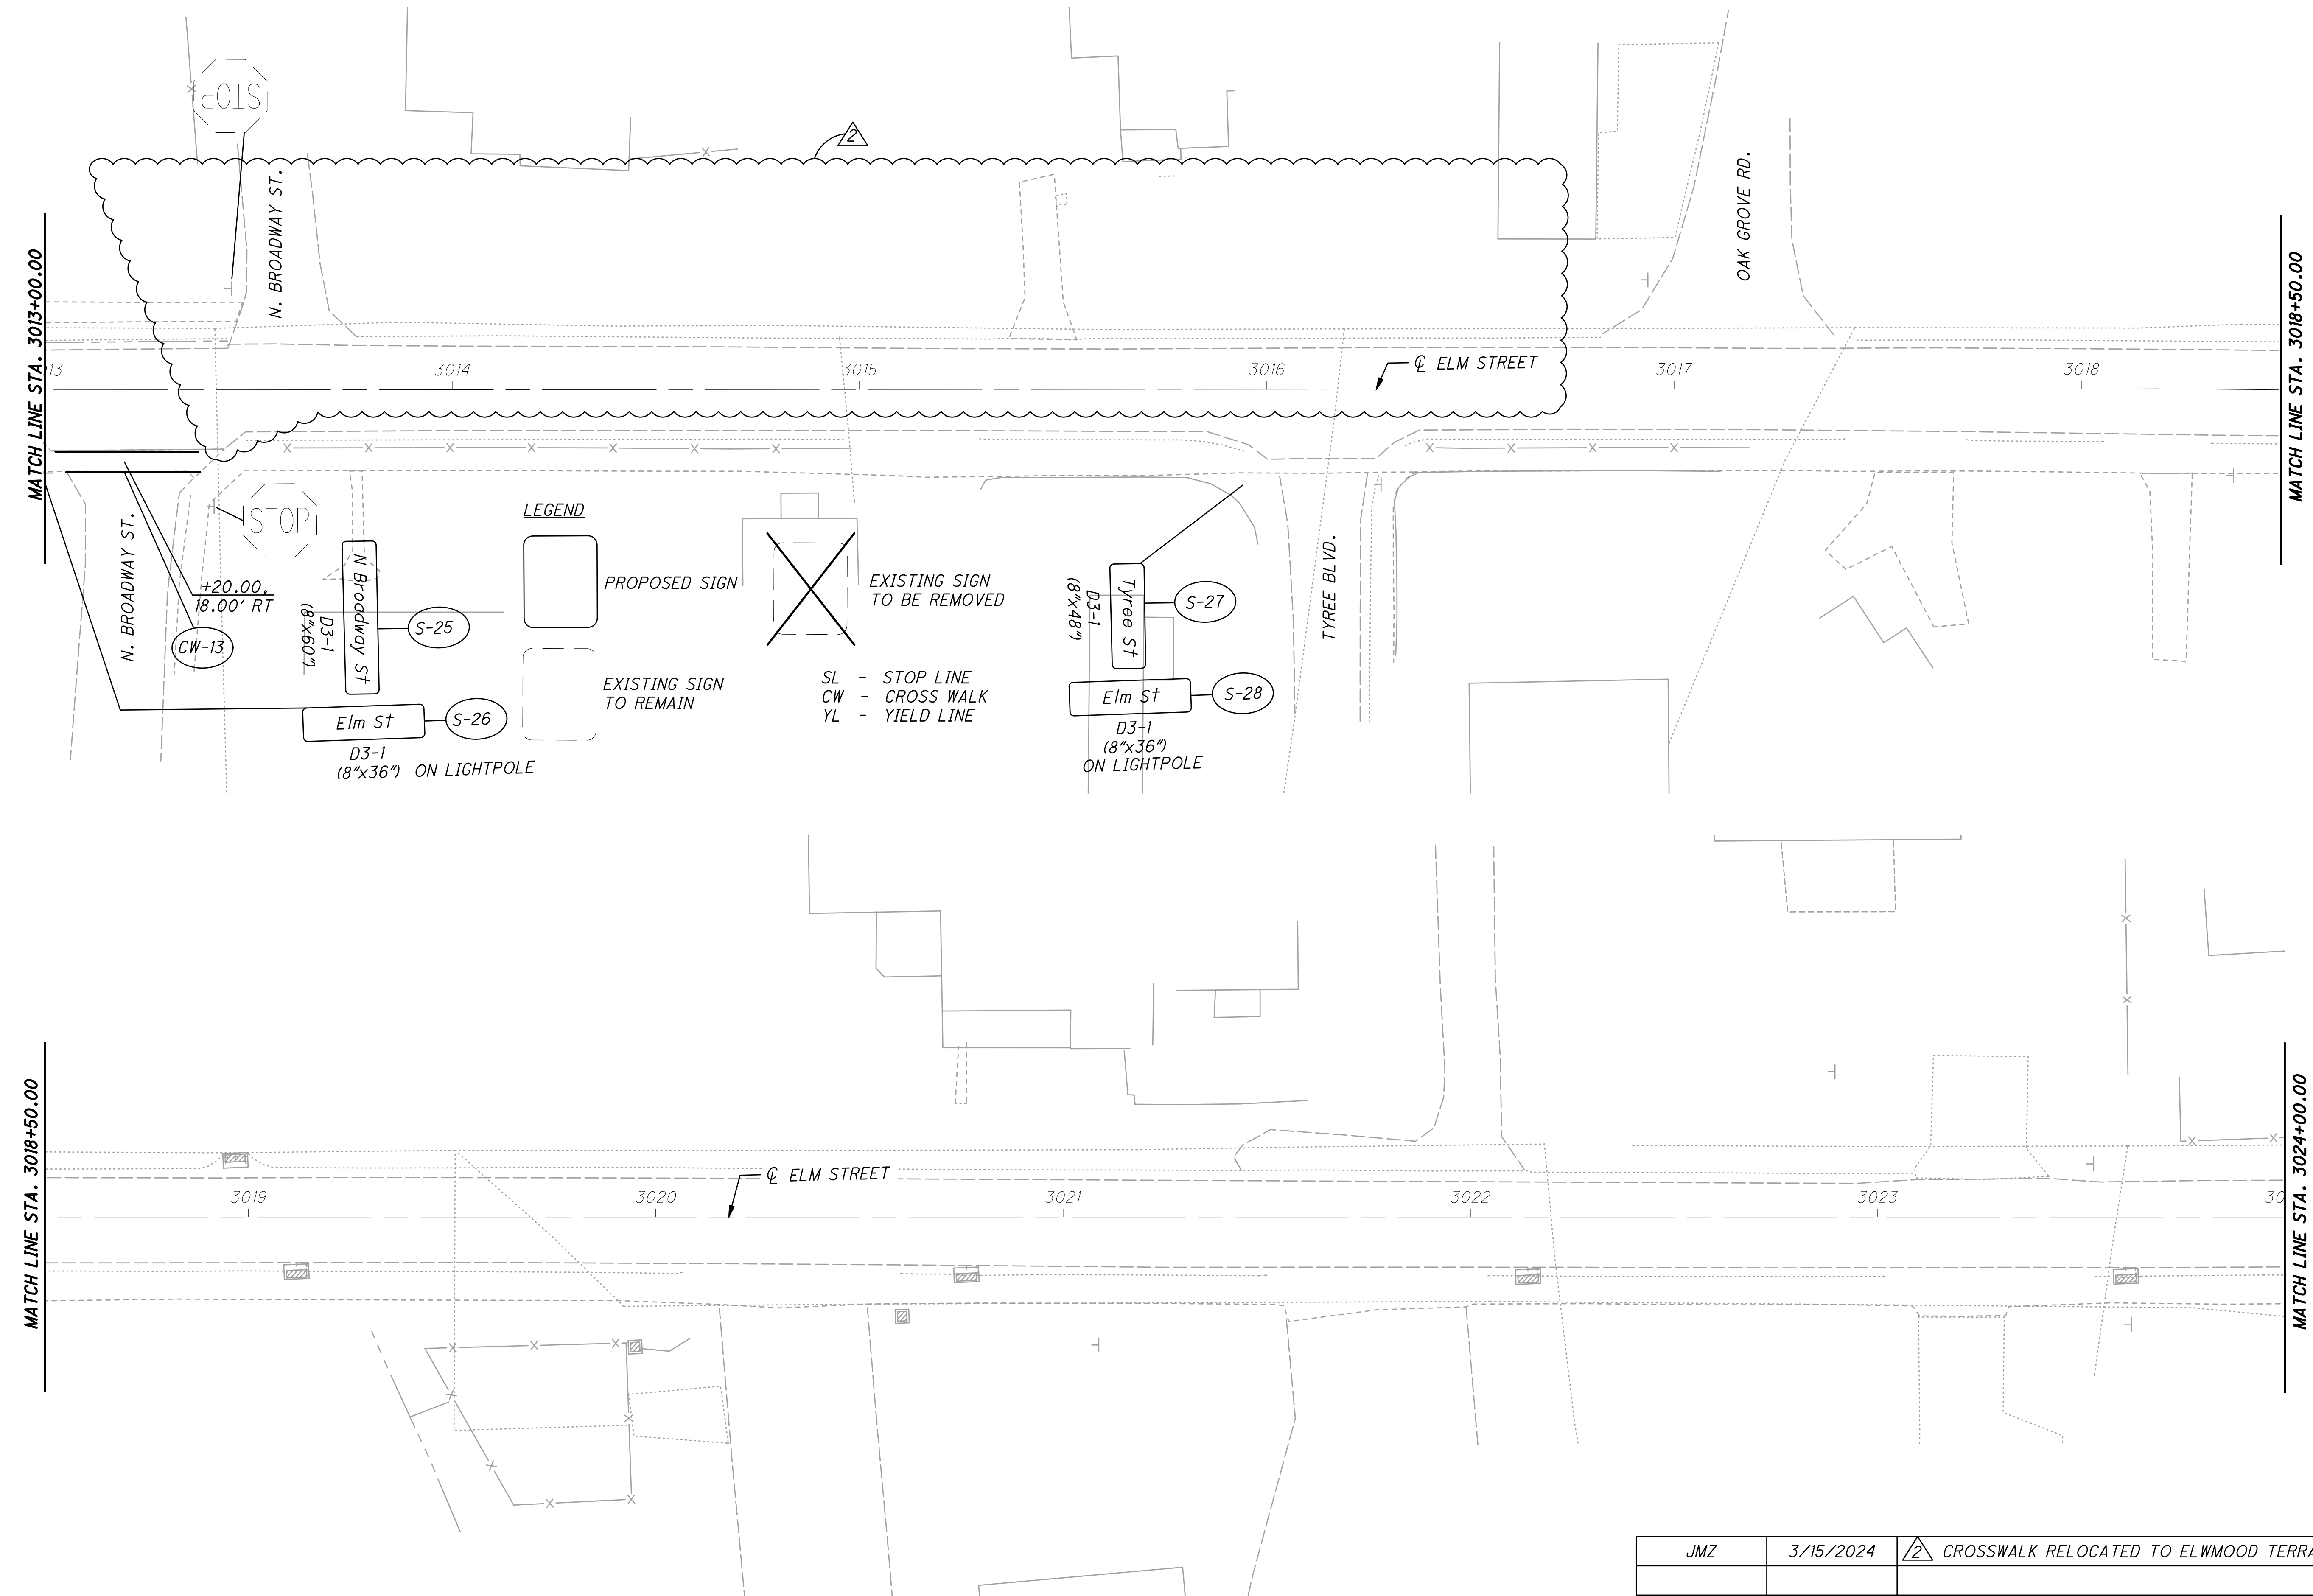 STOP
2
N. BROADWAY ST.
OAK GROVE RD.
MATCH LINE STA. 3013+00.00
MATCH LINE STA. 3018+50.00
13
3014
3015
3016
3017
3018
℄ ELM STREET
N. BROADWAY ST.
STOP
+20.00,
18.00' RT
CW-13
N Broadway St
D3-1
(8"x60")
S-25
Elm St
S-26
D3-1
(8"x36") ON LIGHTPOLE
LEGEND
PROPOSED SIGN
EXISTING SIGN
TO BE REMOVED
EXISTING SIGN
TO REMAIN
SL - STOP LINE
CW - CROSS WALK
YL - YIELD LINE
Tyree St
D3-1
(8"x48")
S-27
Elm St
S-28
D3-1
(8"x36")
ON LIGHTPOLE
TYREE BLVD.
MATCH LINE STA. 3018+50.00
MATCH LINE STA. 3024+00.00
℄ ELM STREET
3019
3020
3021
3022
3023
30
JMZ 3/15/2024 2 CROSSWALK RELOCATED TO ELWMOOD TERRA